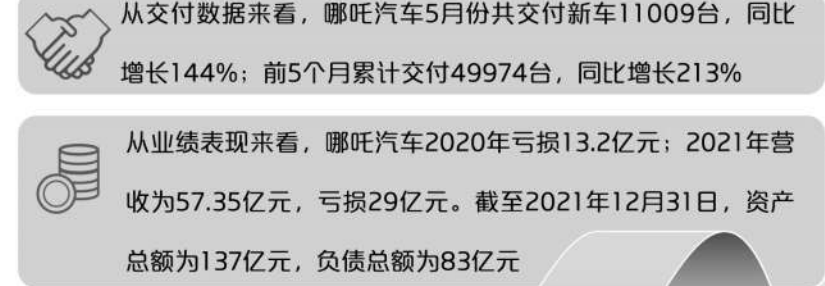 从交付数据来看，哪吒汽车5月份共交付新车11009台，同比
增长144%；前5个月累计交付49974台，同比增长213%
从业绩表现来看，哪吒汽车2020年亏损13.2亿元；2021年营
收为57.35亿元，亏损29亿元。截至2021年12月31日，资产
总额为137亿元，负债总额为83亿元